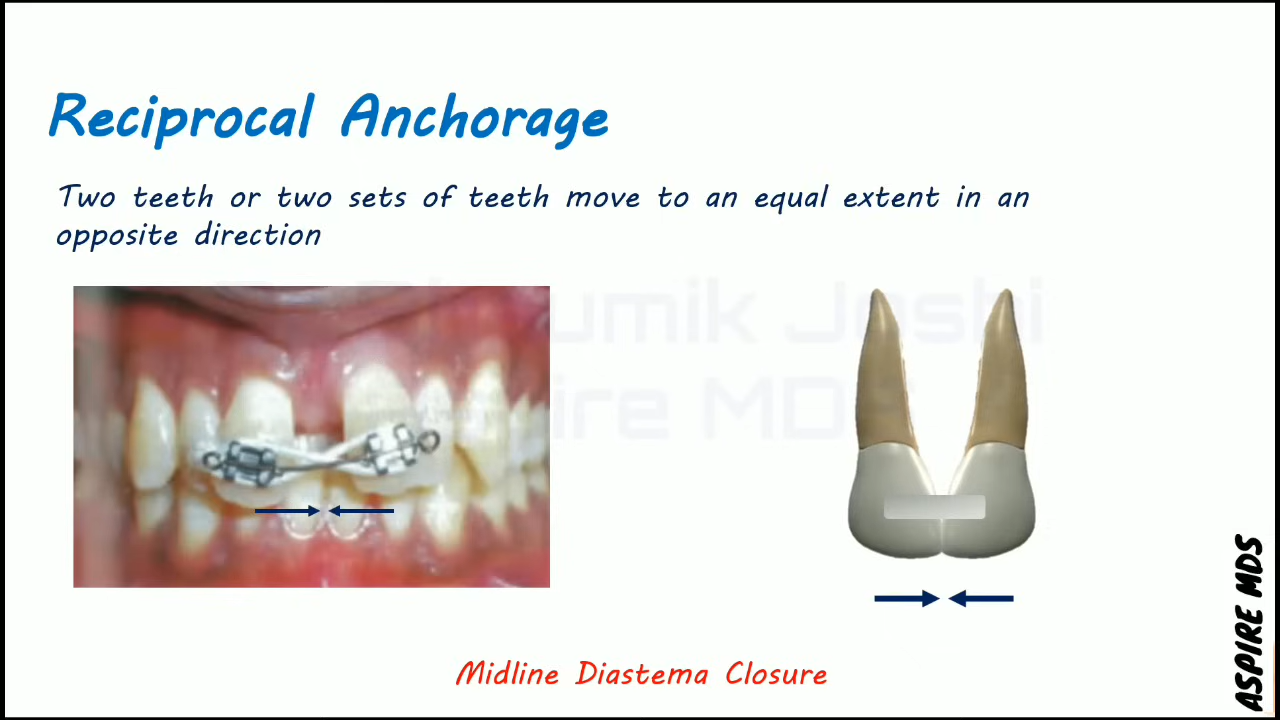 Reciprocal Anchorage
Two teeth or two sets of teeth move to an equal extent in an
opposite direction
Midline Diastema Closure
ASPIRE MDS